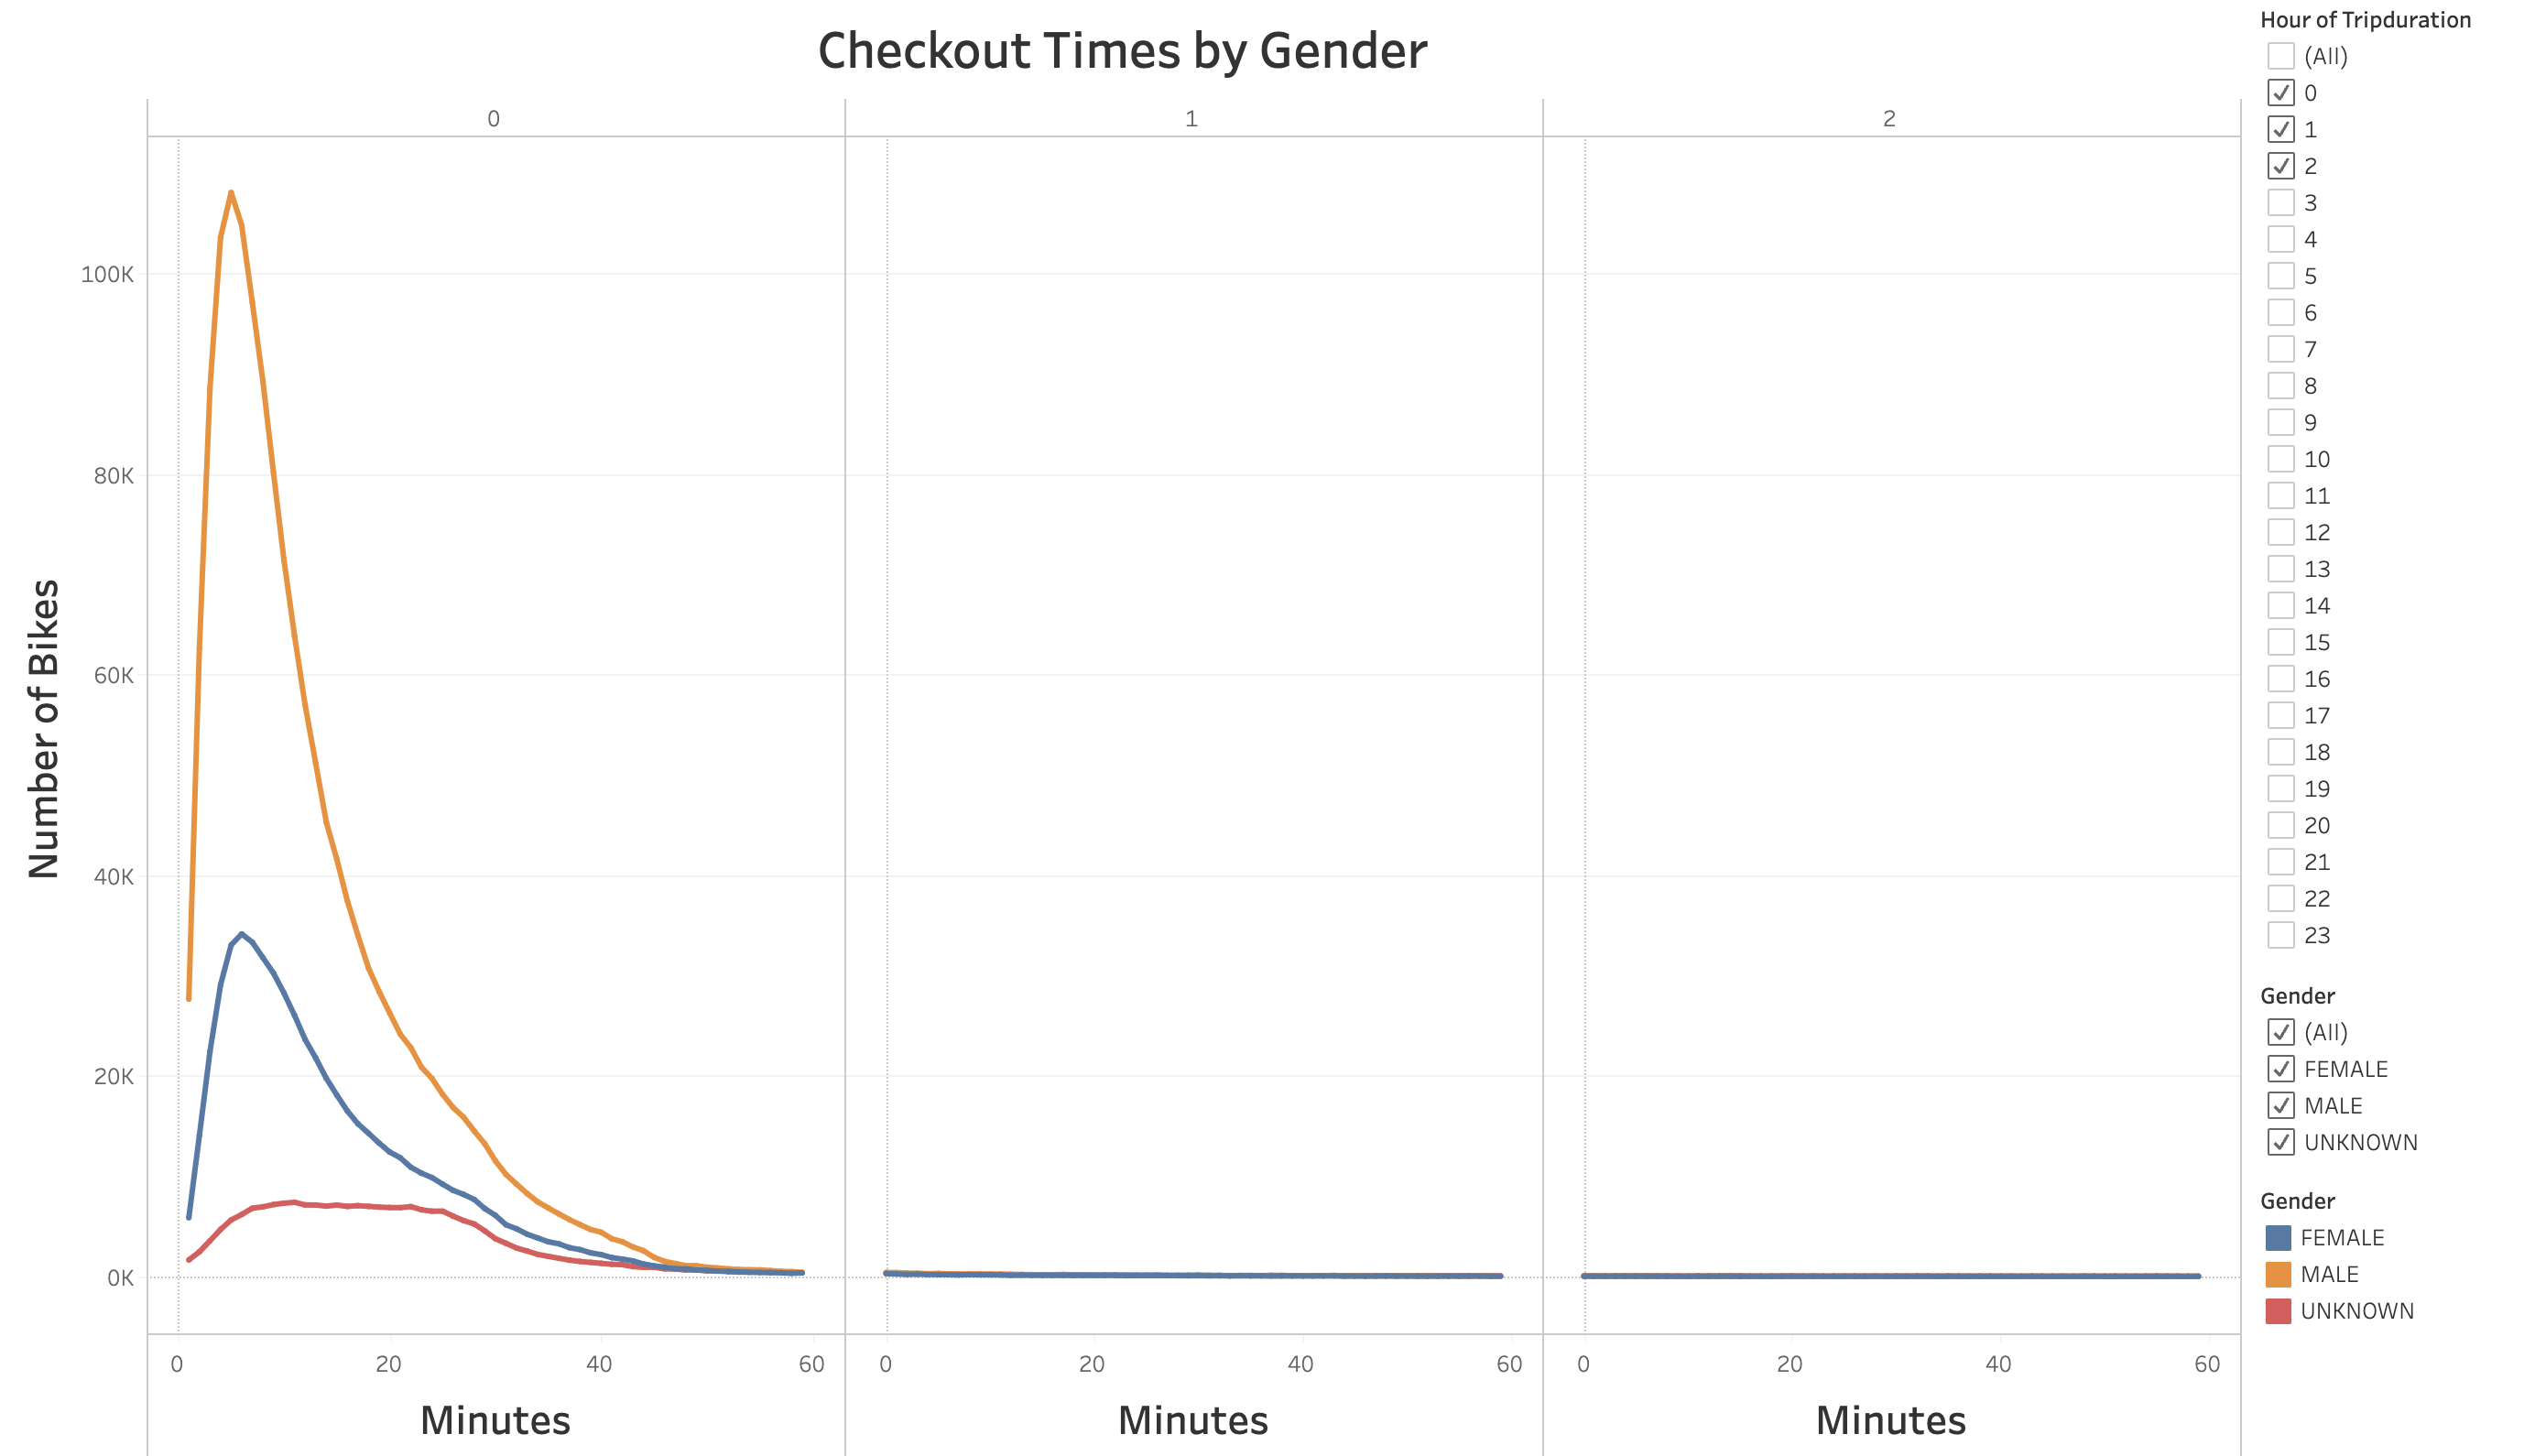 Checkout Times by Gender
0
1
2
Number of Bikes
100K
80K
60K
40K
20K
0K
0 20 40 60
0 20 40 60
0 20 40 60
Minutes
Minutes
Minutes
Hour of Tripduration
(All)
0
1
2
3
4
5
6
7
8
9
10
11
12
13
14
15
16
17
18
19
20
21
22
23
Gender
(All)
FEMALE
MALE
UNKNOWN
Gender
FEMALE
MALE
UNKNOWN